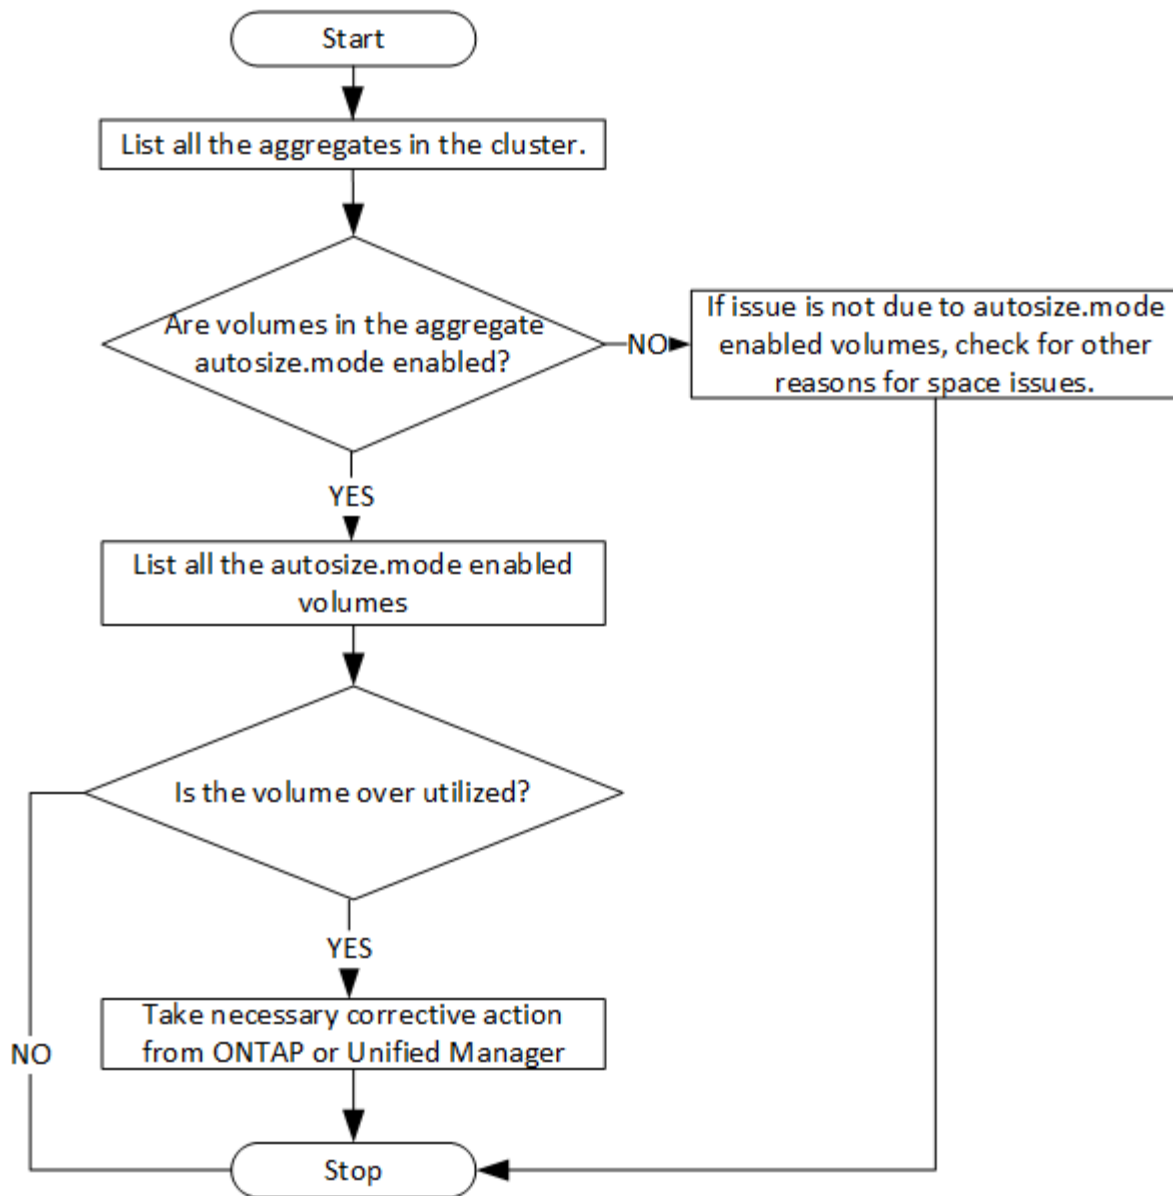 Start
List all the aggregates in the cluster.
Are volumes in the aggregate
autosize.mode enabled?
NO
If issue is not due to autosize.mode
enabled volumes, check for other
reasons for space issues.
YES
List all the autosize.mode enabled
volumes
Is the volume over utilized?
YES
Take necessary corrective action
from ONTAP or Unified Manager
NO
Stop